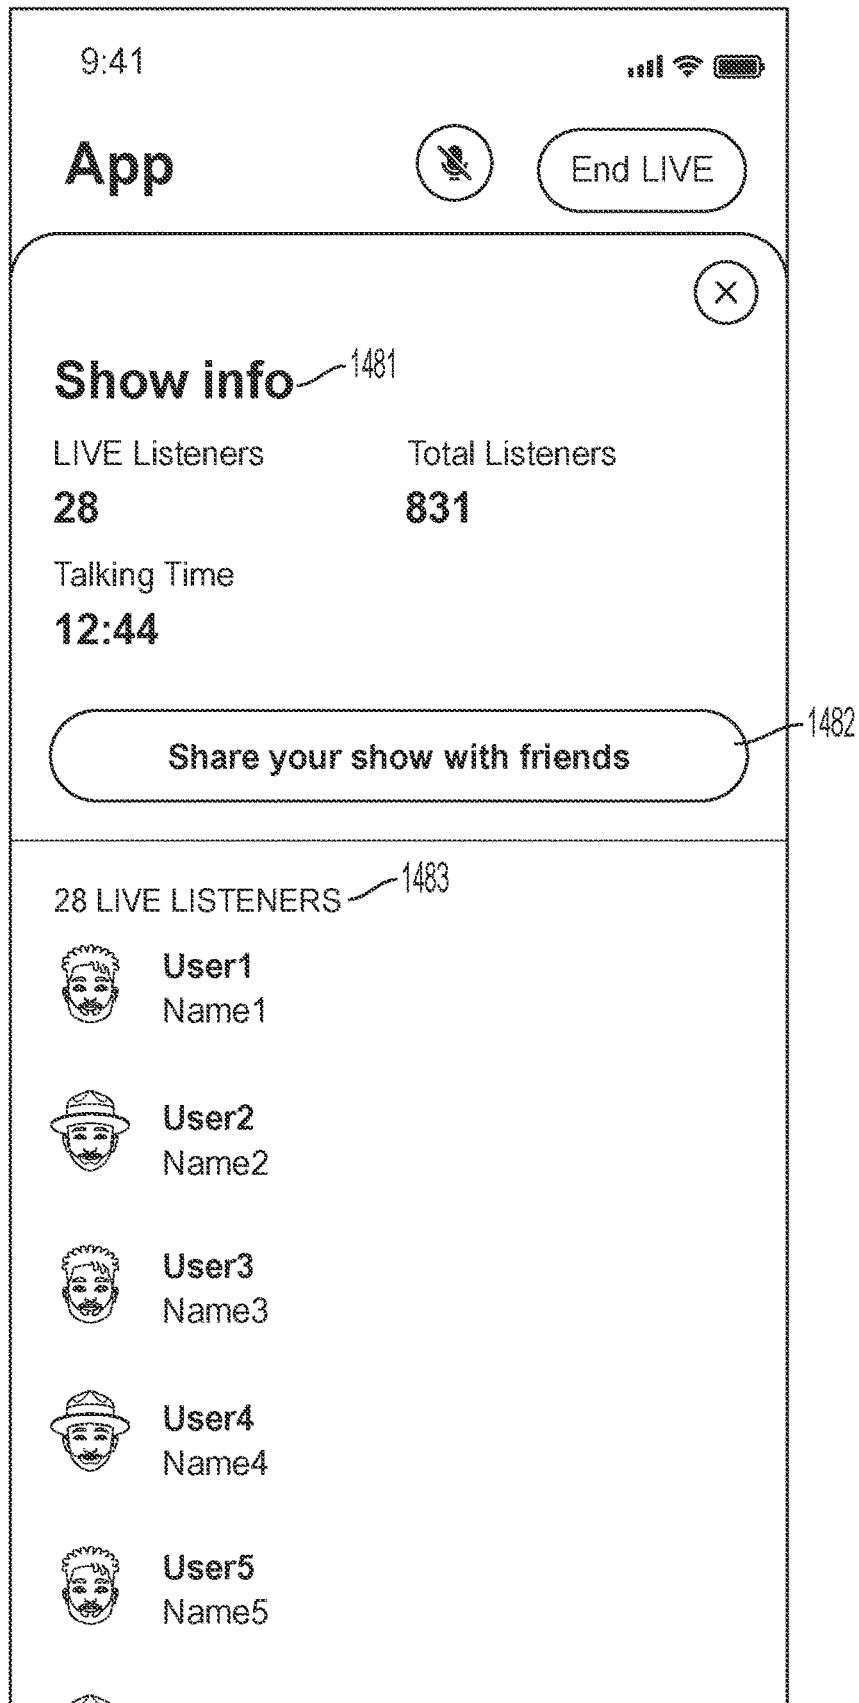 9:41
App
End LIVE
Show info 1481
LIVE Listeners Total Listeners
28 831
Talking Time
12:44
Share your show with friends 1482
28 LIVE LISTENERS 1483
User1
Name1
User2
Name2
User3
Name3
User4
Name4
User5
Name5